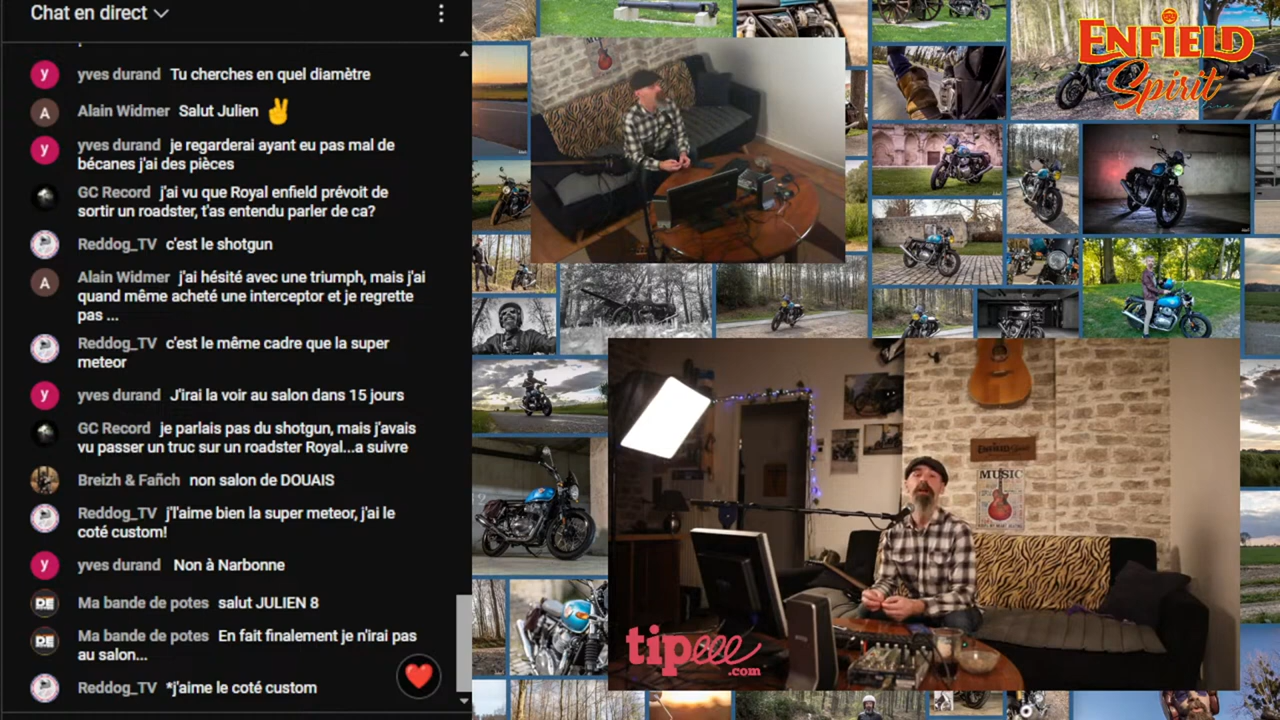 Chat en direct
yves durand Tu cherches en quel diamètre
Alain Widmer Salut Julien ✌
yves durand je regarderai ayant eu pas mal de
bécanes j'ai des pièces
GC Record j'ai vu que Royal enfield prévoit de
sortir un roadster, t'as entendu parler de ca?
Reddog_TV c'est le shotgun
Alain Widmer j'ai hésité avec une triumph, mais j'ai
quand même acheté une interceptor et je regrette
pas ...
Reddog_TV c'est le même cadre que la super
meteor
yves durand J'irai la voir au salon dans 15 jours
GC Record je parlais pas du shotgun, mais j'avais
vu passer un truc sur un roadster Royal...a suivre
Breizh & Fañch non salon de DOUAIS
Reddog_TV j'l'aime bien la super meteor, j'ai le
coté custom!
yves durand Non à Narbonne
Ma bande de potes salut JULIEN 8
Ma bande de potes En fait finalement je n'irai pas
au salon...
Reddog_TV *j'aime le coté custom
ENFIELD
Spirit
MUSIC
tipeee
.com